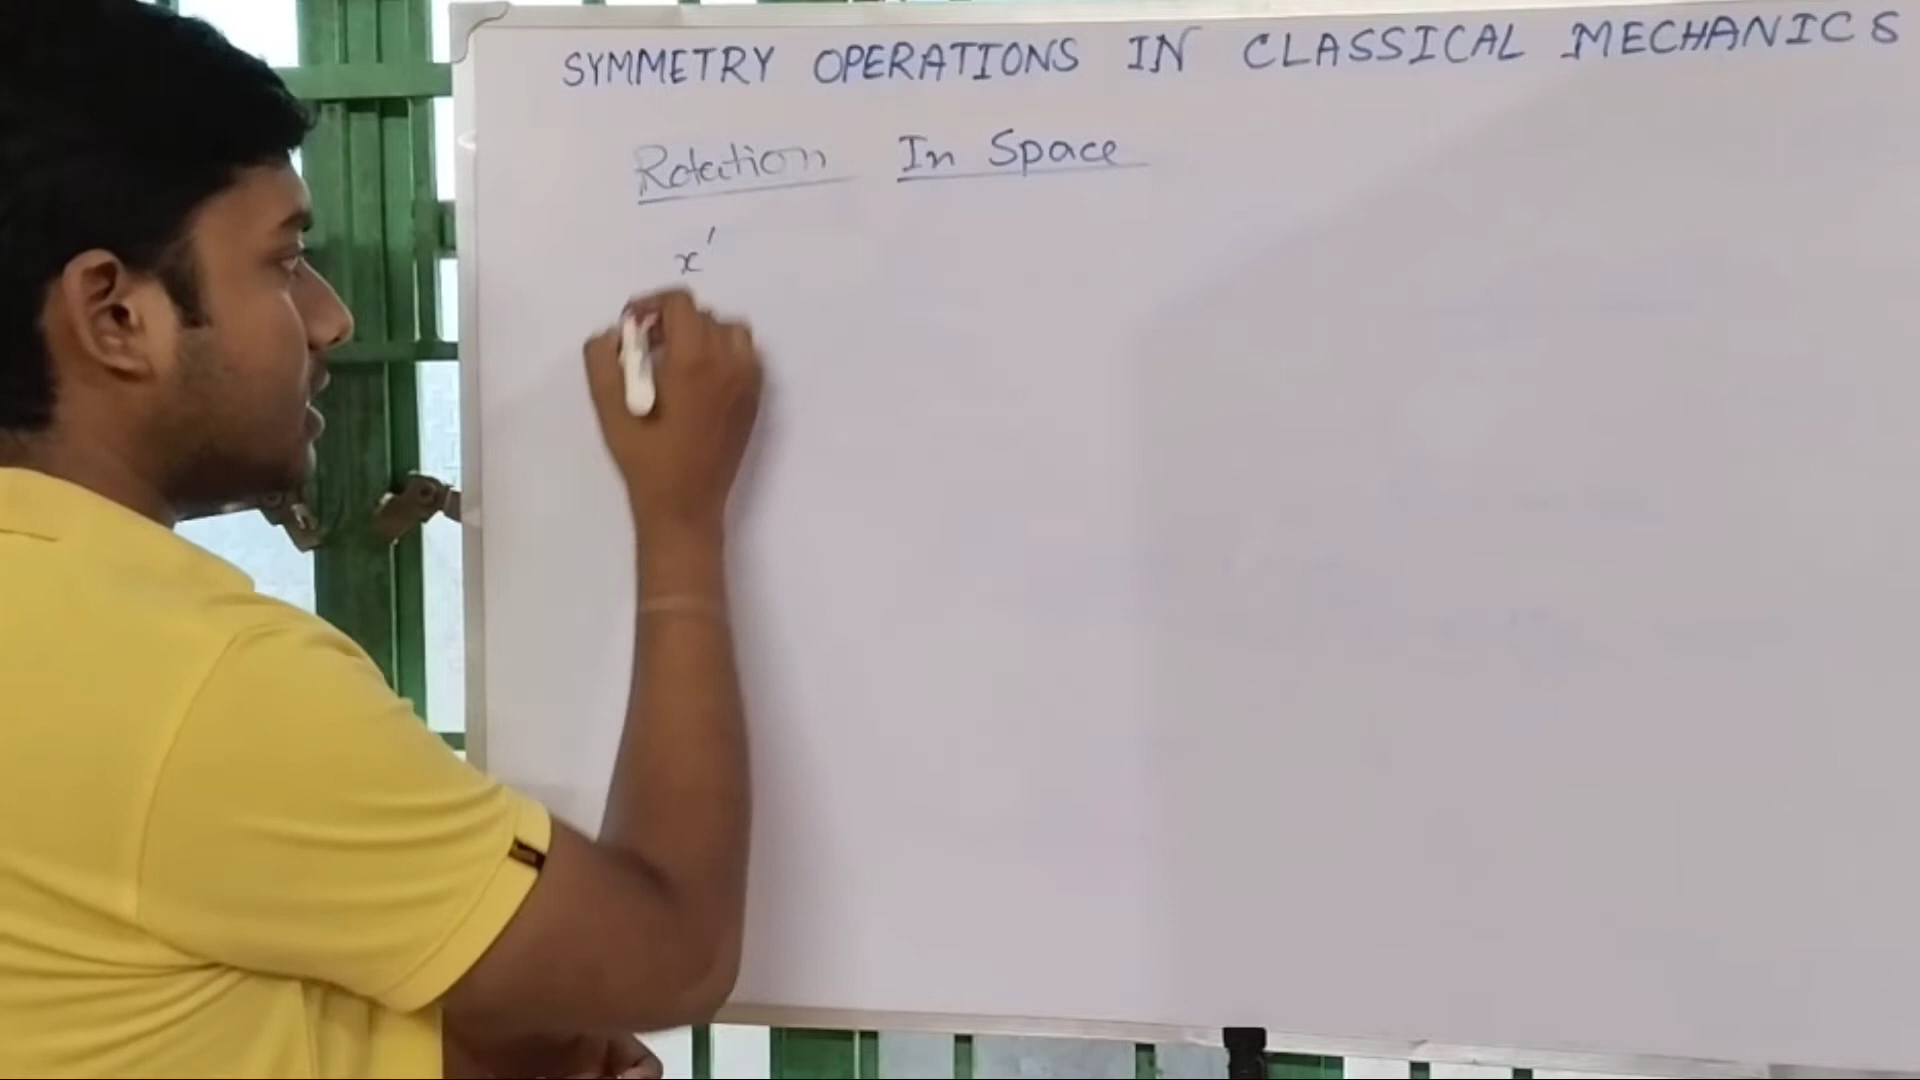 SYMMETRY OPERATIONS IN CLASSICAL MECHANICS
Rotation In Space
x'